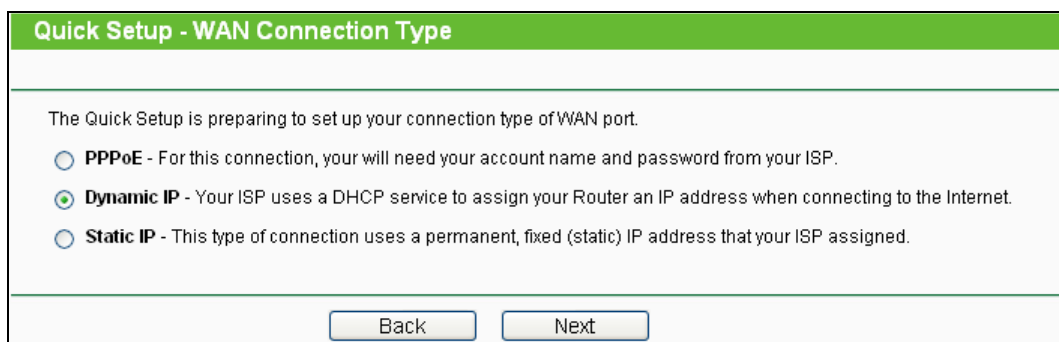 Quick Setup - WAN Connection Type
The Quick Setup is preparing to set up your connection type of WAN port.
PPPoE - For this connection, your will need your account name and password from your ISP.
Dynamic IP - Your ISP uses a DHCP service to assign your Router an IP address when connecting to the Internet.
Static IP - This type of connection uses a permanent, fixed (static) IP address that your ISP assigned.
Back Next